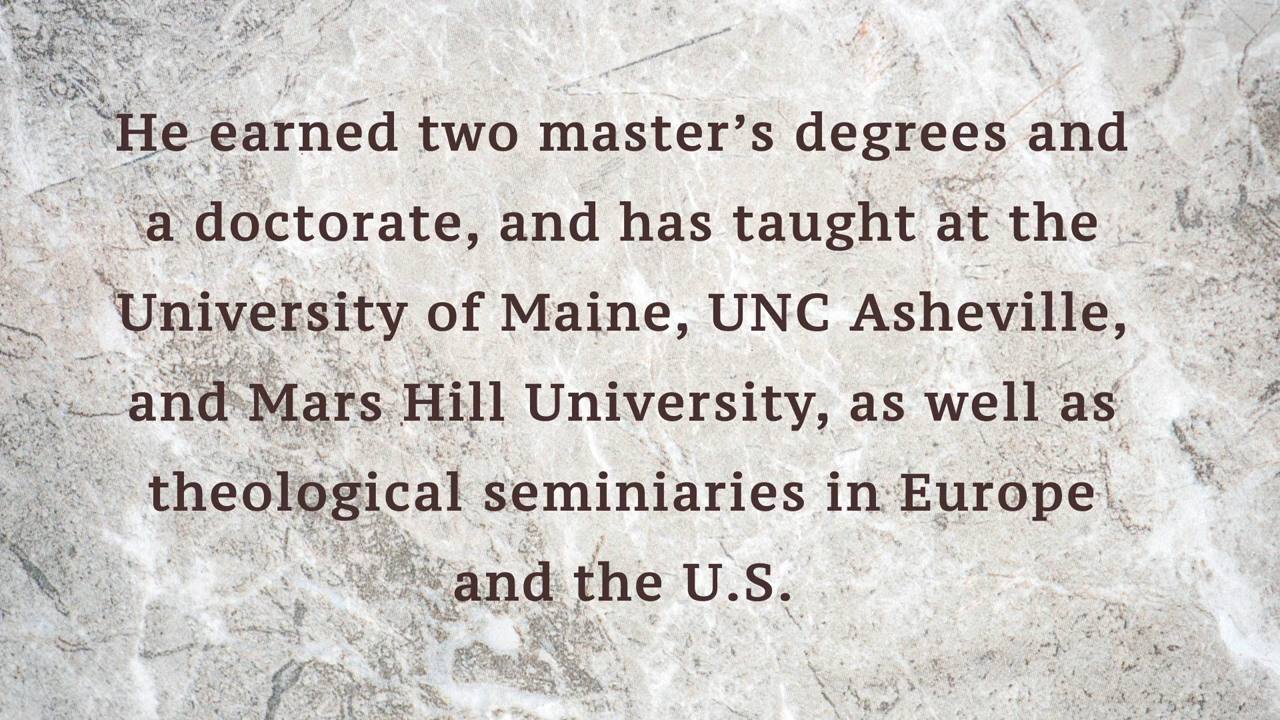 He earned two master’s degrees and
a doctorate, and has taught at the
University of Maine, UNC Asheville,
and Mars Hill University, as well as
theological seminiaries in Europe
and the U.S.